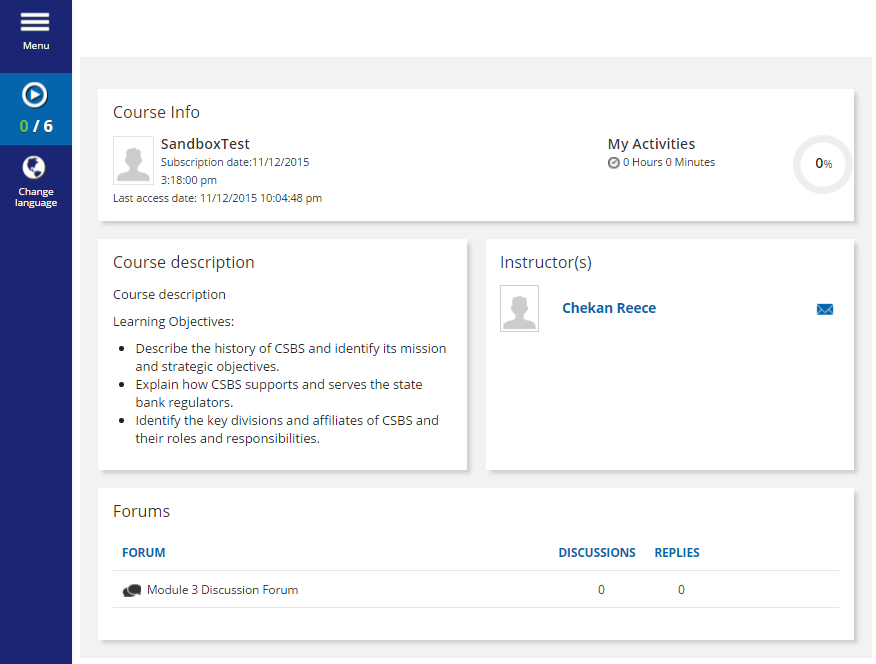 Menu
0 / 6
Change
language
Course Info
SandboxTest
Subscription date:11/12/2015
3:18:00 pm
Last access date: 11/12/2015 10:04:48 pm
My Activities
0 Hours 0 Minutes
0%
Course description
Course description
Learning Objectives:
Describe the history of CSBS and identify its mission
and strategic objectives.
Explain how CSBS supports and serves the state
bank regulators.
Identify the key divisions and affiliates of CSBS and
their roles and responsibilities.
Instructor(s)
Chekan Reece
Forums
FORUM DISCUSSIONS REPLIES
Module 3 Discussion Forum 0 0